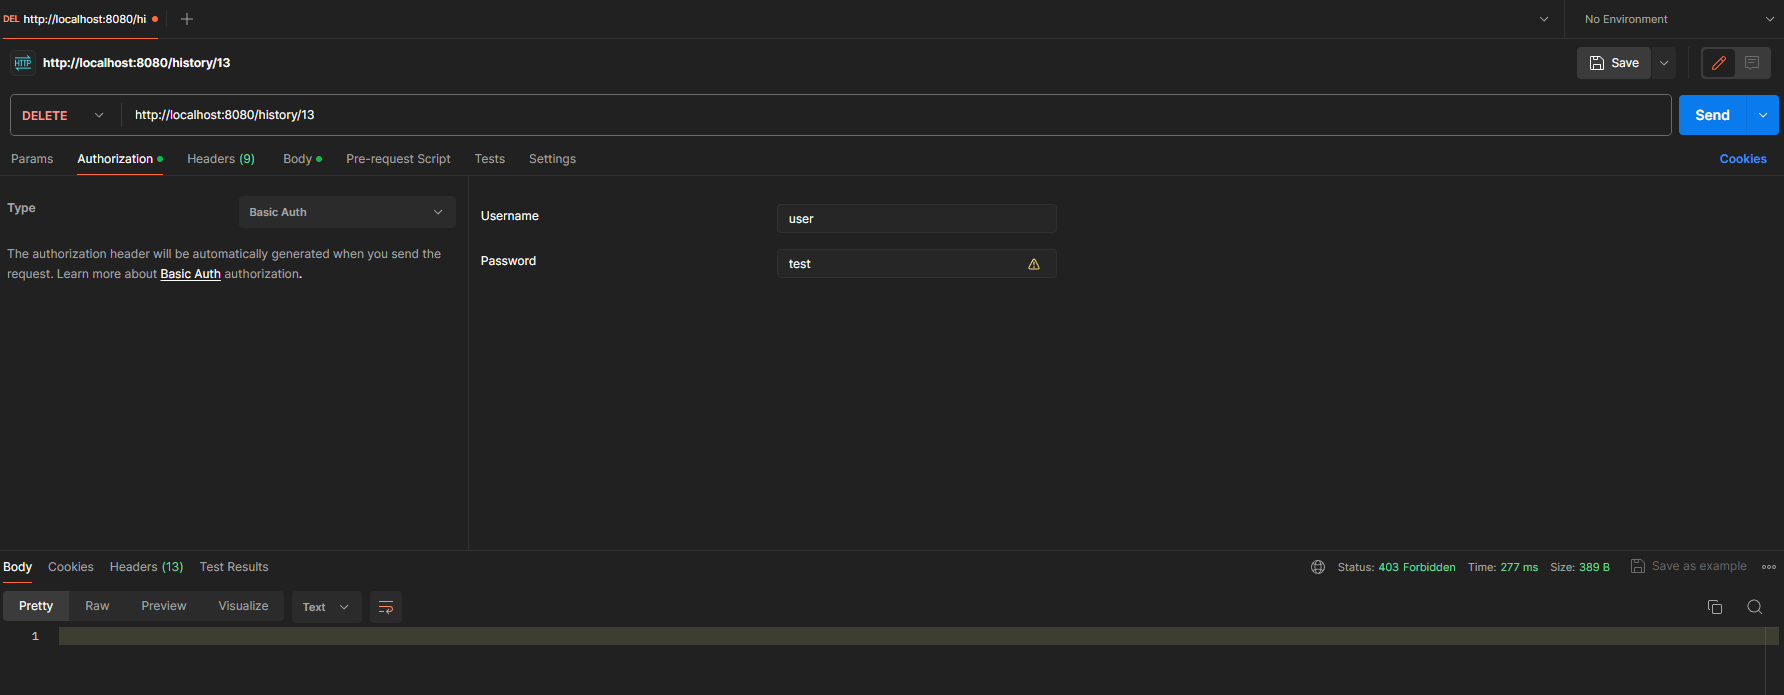 DEL http://localhost:8080/hi
No Environment
HTTP http://localhost:8080/history/13
Save
DELETE http://localhost:8080/history/13
Send
Params Authorization Headers (9) Body Pre-request Script Tests Settings
Cookies
Type
Basic Auth
The authorization header will be automatically generated when you send the
request. Learn more about Basic Auth authorization.
Username
user
Password
test
Body Cookies Headers (13) Test Results
Status: 403 Forbidden Time: 277 ms Size: 389 B Save as example
Pretty Raw Preview Visualize Text
1